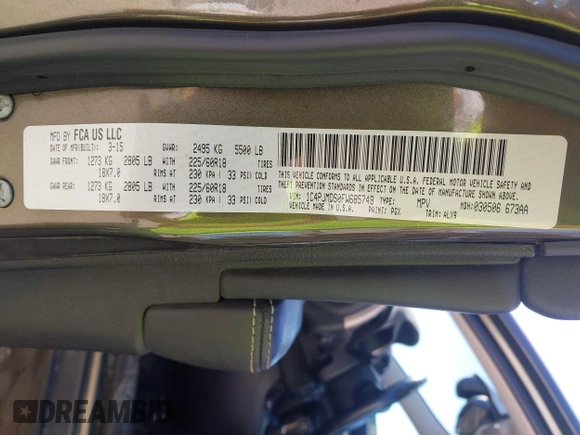 MFD BY FCA US LLC
DATE OF MFR(BUILT): 3-15 GVWR: 2495 KG 5500 LB
GAWR FRONT: 1273 KG 2805 LB WITH 225/60R18 TIRES
18X7.0 RIMS AT 230 KPA ( 33 PSI) COLD
GAWR REAR: 1273 KG 2805 LB WITH 225/60R18 TIRES
18X7.0 RIMS AT 230 KPA ( 33 PSI) COLD
THIS VEHICLE CONFORMS TO ALL APPLICABLE U.S.A. FEDERAL MOTOR VEHICLE SAFETY AND
THEFT PREVENTION STANDARDS IN EFFECT ON THE DATE OF MANUFACTURE SHOWN ABOVE.
VIN: 1C4PJMDS0FW685749 TYPE: MPV MDH: 030506 673AA
VEHICLE MADE IN U.S.A. PAINT: PGX TRIM: ALX9
DREAMBID